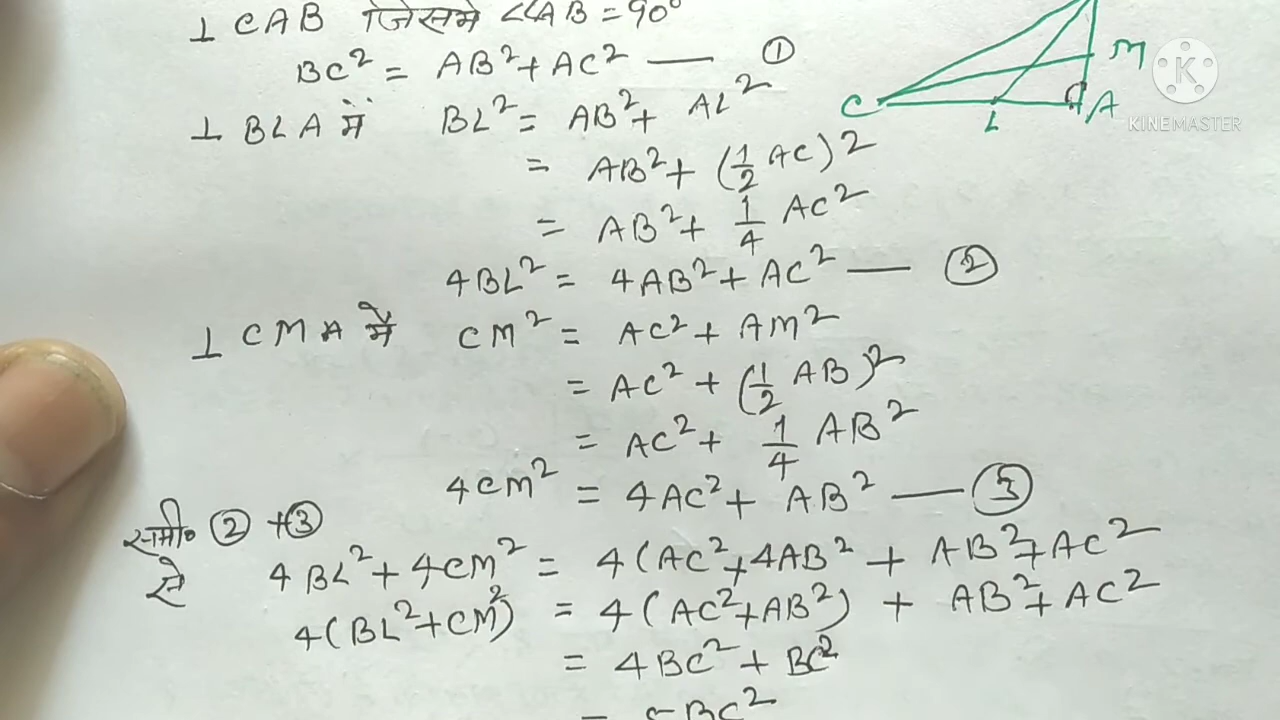 ⊥ CAB जिसमे ∠CAB = 90°
BC² = AB² + AC² — ①
⊥ BLA में BL² = AB² + AL²
= AB² + (1/2 AC)²
= AB² + 1/4 AC²
4BL² = 4AB² + AC² — ②
⊥ CMA में CM² = AC² + AM²
= AC² + (1/2 AB)²
= AC² + 1/4 AB²
4CM² = 4AC² + AB² — ③
समी० ② + ③
से 4BL² + 4CM² = 4(AC² + 4AB² + AB² + AC²
4(BL² + CM²) = 4(AC² + AB²) + AB² + AC²
= 4BC² + BC²
= 5BC²
M
C
L
A
K
KINEMASTER